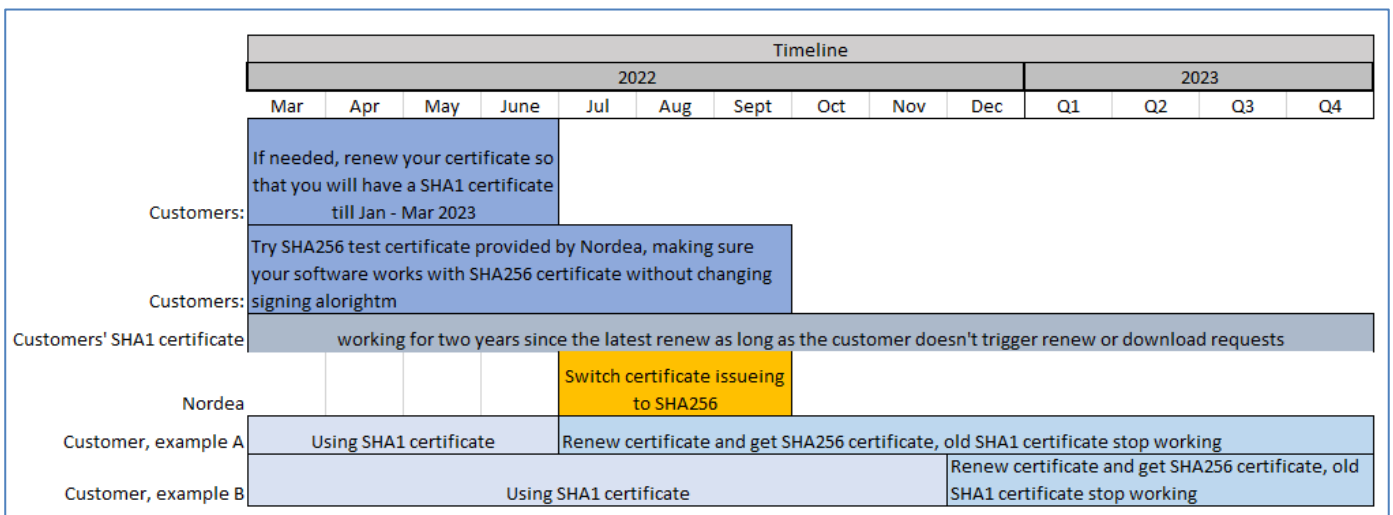 Timeline
2022 2023
Mar Apr May June Jul Aug Sept Oct Nov Dec Q1 Q2 Q3 Q4
If needed, renew your certificate so
that you will have a SHA1 certificate
Customers: till Jan - Mar 2023
Try SHA256 test certificate provided by Nordea, making sure
your software works with SHA256 certificate without changing
Customers: signing alorightm
Customers' SHA1 certificate working for two years since the latest renew as long as the customer doesn't trigger renew or download requests
Switch certificate issueing
Nordea to SHA256
Customer, example A Using SHA1 certificate Renew certificate and get SHA256 certificate, old SHA1 certificate stop working
Renew certificate and get SHA256 certificate, old
Customer, example B Using SHA1 certificate SHA1 certificate stop working